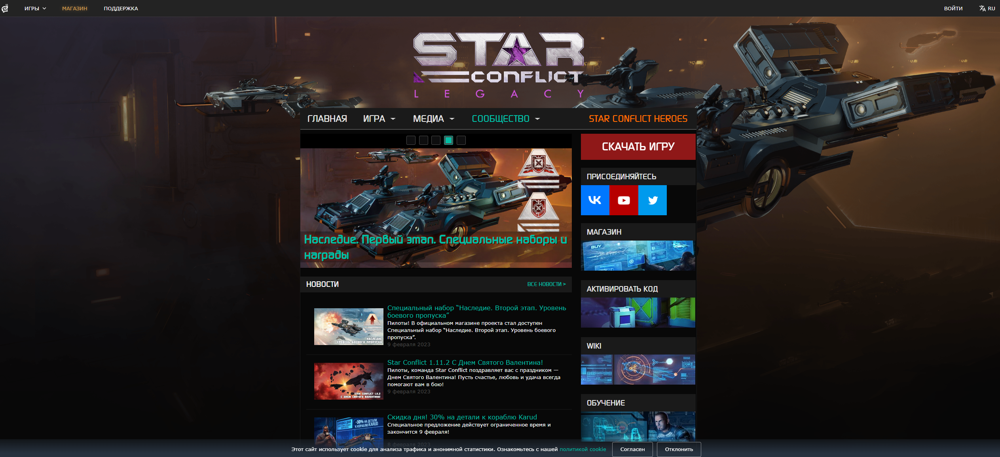 ИГРЫ
МАГАЗИН
ПОДДЕРЖКА
ВОЙТИ
RU
STAR
CONFLICT
LEGACY
ГЛАВНАЯ
ИГРА
МЕДИА
СООБЩЕСТВО
STAR CONFLICT HEROES
Наследие. Первый этап. Специальные наборы и
награды
НОВОСТИ
ВСЕ НОВОСТИ >
НАСЛЕДИЕ
УРОВЕНЬ БОЕВОГО ПРОПУСКА
Специальный набор “Наследие. Второй этап. Уровень
боевого пропуска”
Пилоты! В официальном магазине проекта стал доступен
Специальный набор “Наследие. Второй этап. Уровень боевого
пропуска”.
9 февраля 2023
STAR CONFLICT 1.11.2
С ДНЕМ СВЯТОГО ВАЛЕНТИНА!
Star Conflict 1.11.2 С Днем Святого Валентина!
Пилоты, команда Star Conflict поздравляет вас с праздником —
Днем Святого Валентина! Пусть счастье, любовь и удача всегда
помогают вам в бою!
9 февраля 2023
СКИДКА ДНЯ
-30% НА ДЕТАЛИ
К КОРАБЛЮ KARUD
Скидка дня! 30% на детали к кораблю Karud
Специальное предложение действует ограниченное время и
закончится 9 февраля!
8 февраля 2023
СКАЧАТЬ ИГРУ
ПРИСОЕДИНЯЙТЕСЬ
МАГАЗИН
BUY
АКТИВИРОВАТЬ КОД
WIKI
ОБУЧЕНИЕ
Этот сайт использует cookie для анализа трафика и анонимной статистики. Ознакомьтесь с нашей политикой cookie
Согласен
Отклонить